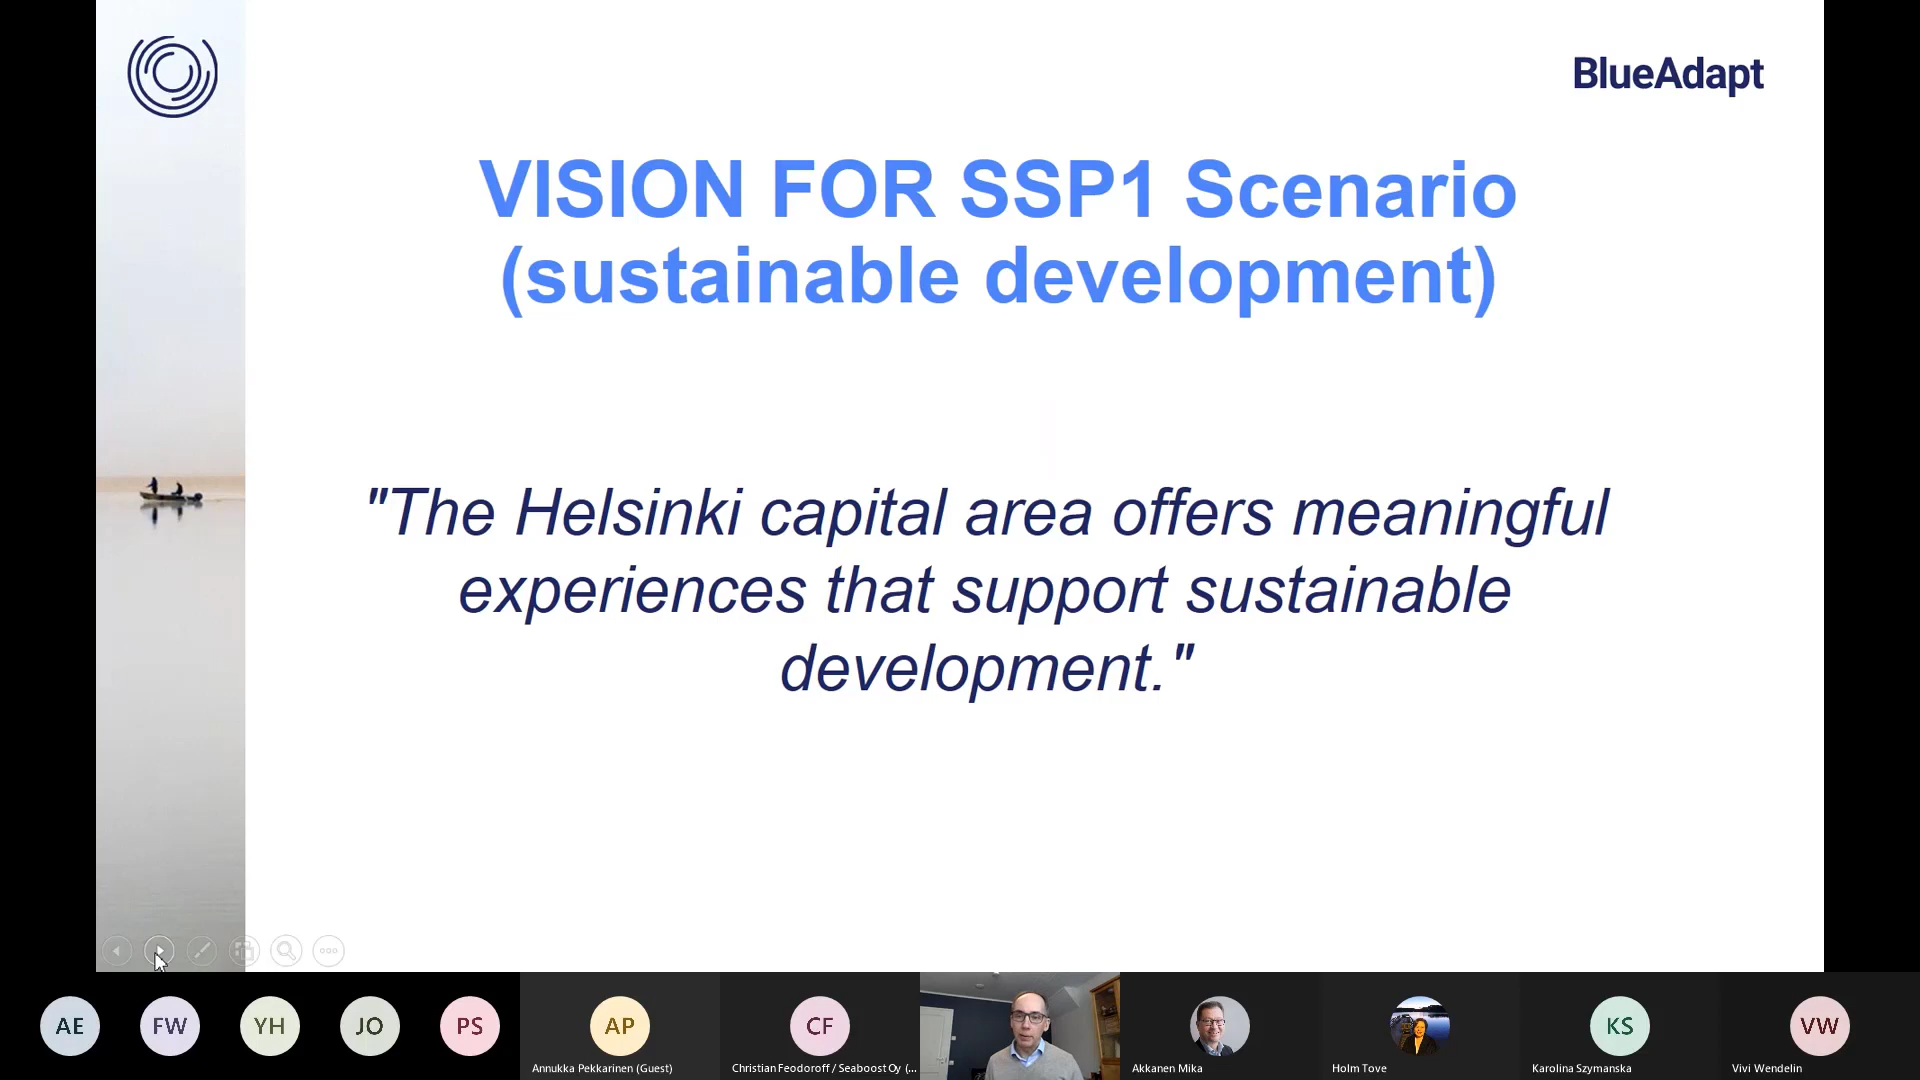 BlueAdapt
VISION FOR SSP1 Scenario
(sustainable development)
"The Helsinki capital area offers meaningful
experiences that support sustainable
development."
AE
FW
YH
JO
PS
AP
CF
KS
VW
Annukka Pekkarinen (Guest)
Christian Feodoroff / Seaboost Oy (...
Akkanen Mika
Holm Tove
Karolina Szymanska
Vivi Wendelin